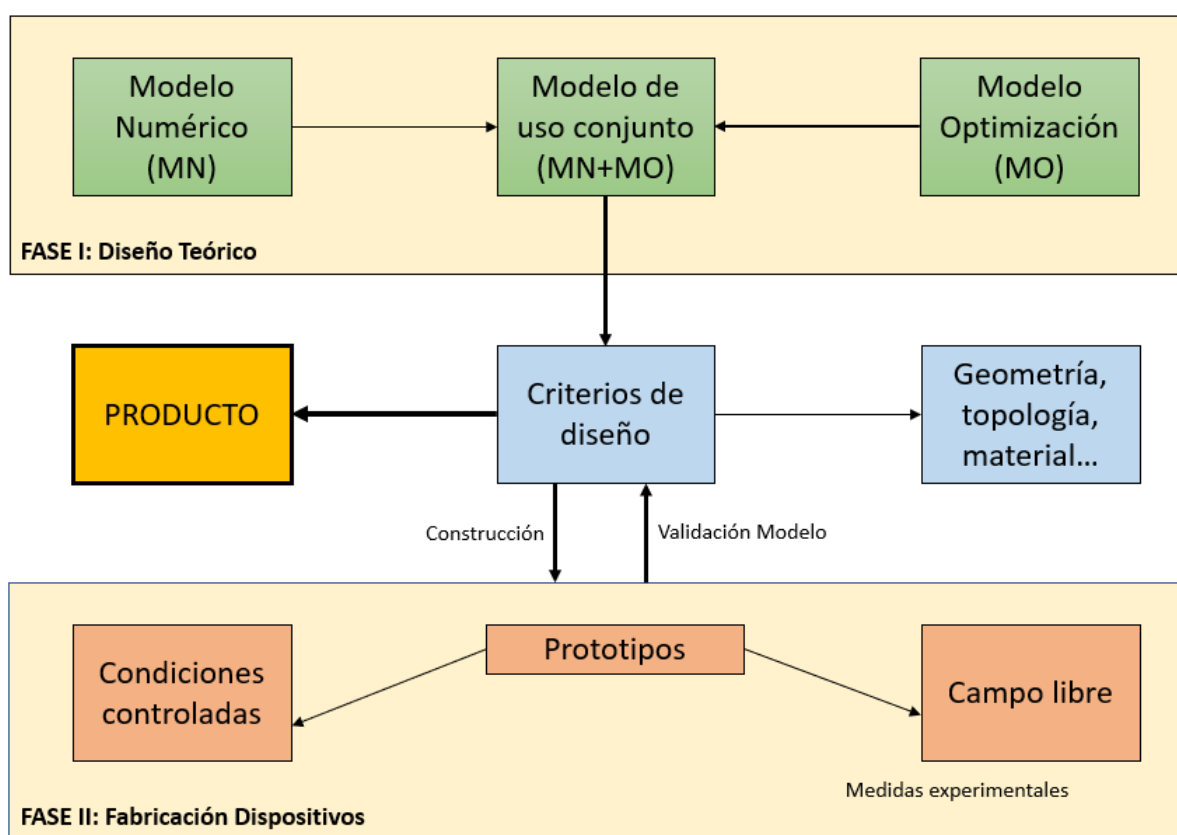 Modelo
Numérico
(MN)
Modelo de
uso conjunto
(MN+MO)
Modelo
Optimización
(MO)
FASE I: Diseño Teórico
PRODUCTO
Criterios de
diseño
Geometría,
topología,
material...
Construcción
Validación Modelo
Condiciones
controladas
Prototipos
Campo libre
Medidas experimentales
FASE II: Fabricación Dispositivos